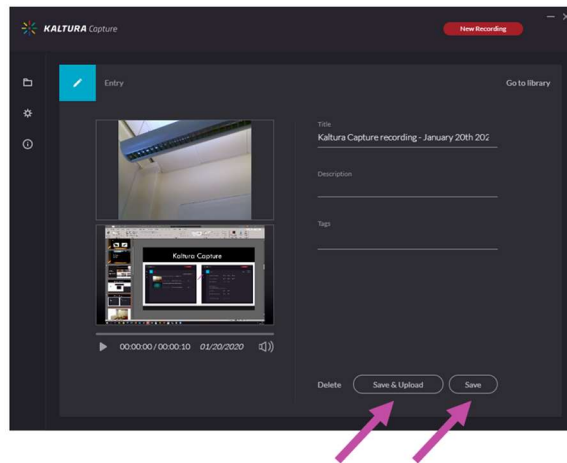 KALTURA Capture
New Recording
Entry
Go to library
Title
Kaltura Capture recording - January 20th 202
Description
Tags
Kaltura Capture
00:00:00 / 00:00:10 01/20/2020
Delete
Save & Upload
Save